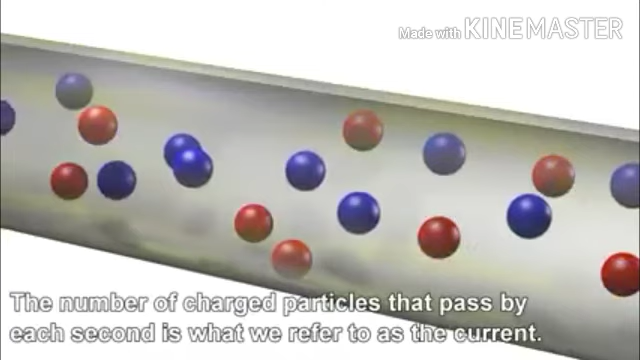 Made with KINEMASTER
The number of charged particles that pass by
each second is what we refer to as the current.